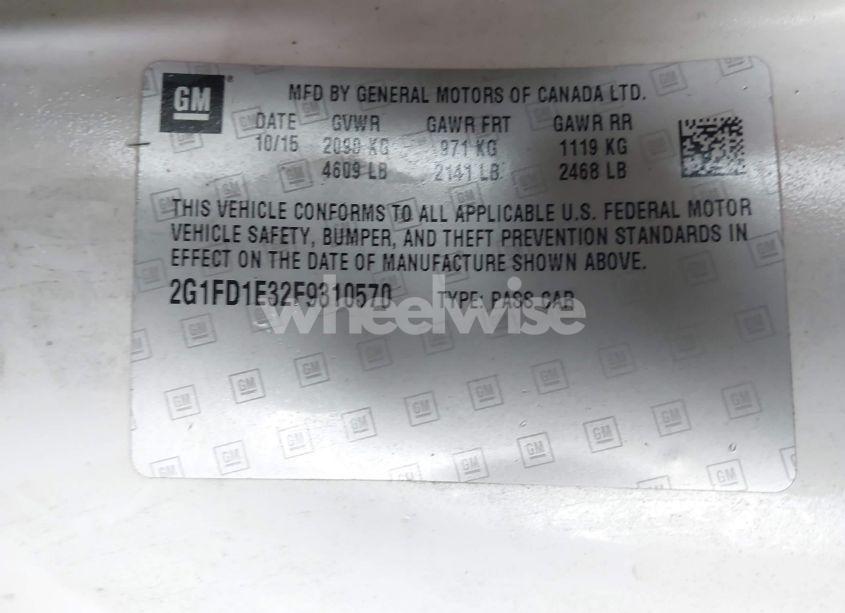 GM
MFD BY GENERAL MOTORS OF CANADA LTD.
DATE GVWR GAWR FRT GAWR RR
10/15 2090 KG 971 KG 1119 KG
4609 LB 2141 LB 2468 LB
THIS VEHICLE CONFORMS TO ALL APPLICABLE U.S. FEDERAL MOTOR
VEHICLE SAFETY, BUMPER, AND THEFT PREVENTION STANDARDS IN
EFFECT ON THE DATE OF MANUFACTURE SHOWN ABOVE.
2G1FD1E32F9310570 TYPE: PASS CAR
wheelwise